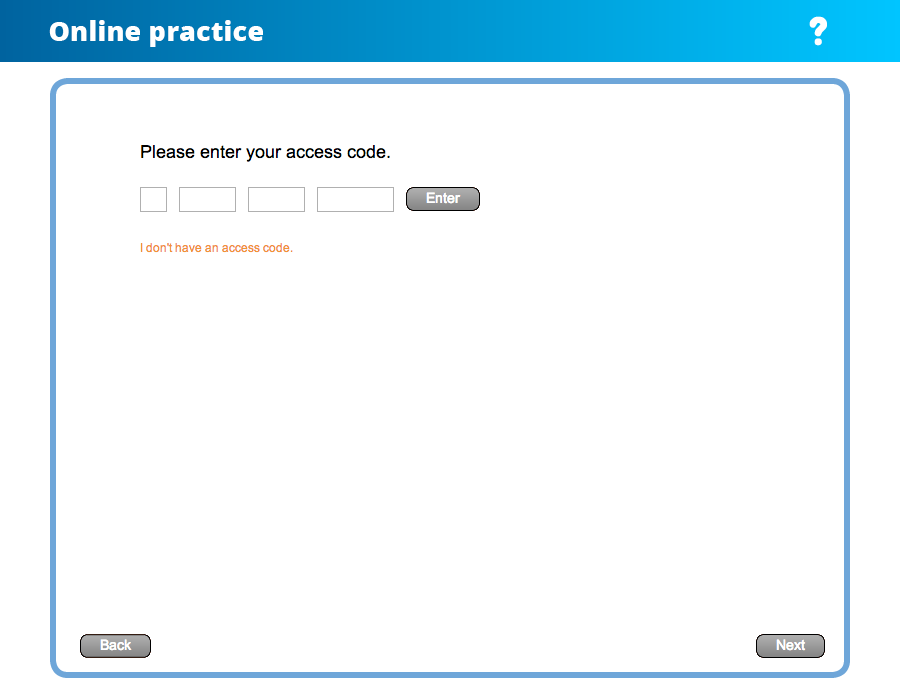 Online practice ?
Please enter your access code.
Enter
I don't have an access code.
Back Next